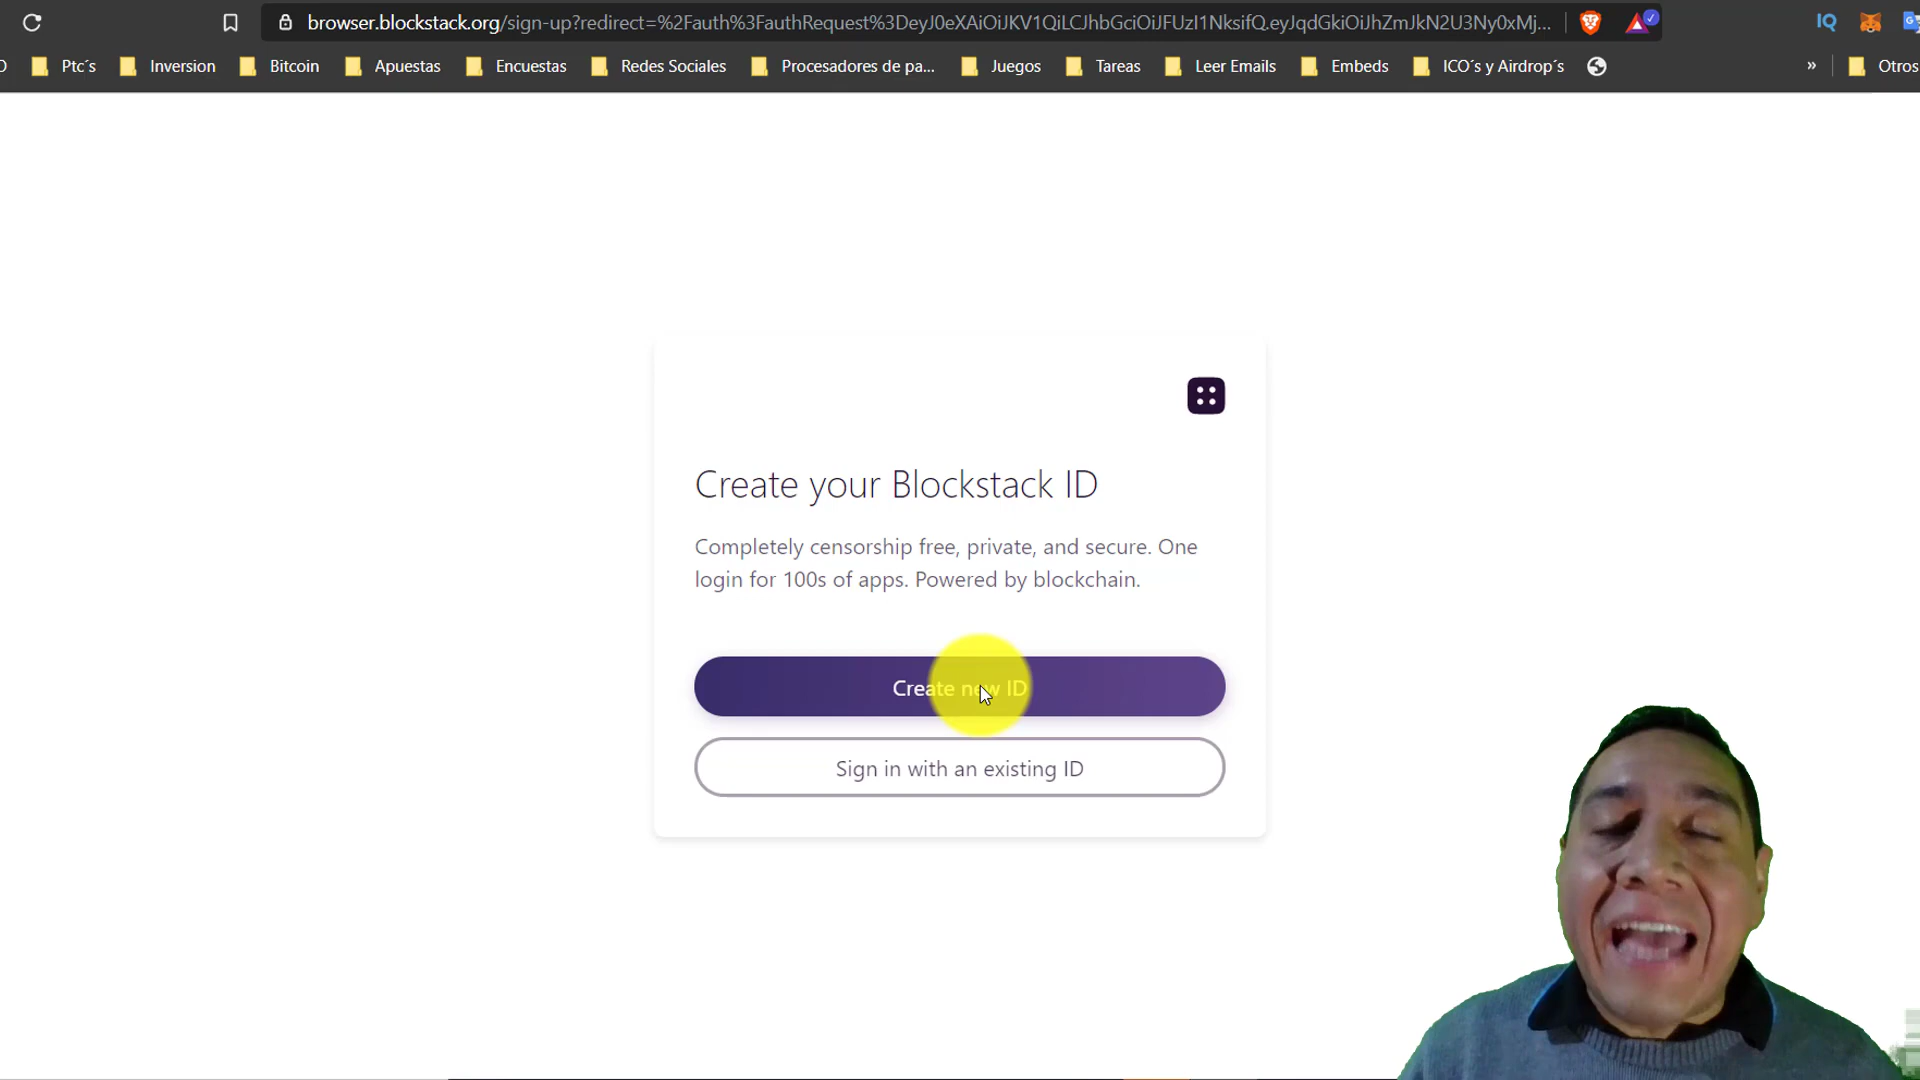 browser.blockstack.org/sign-up?redirect=%2Fauth%3FauthRequest%3DeyJ0eXAiOiJKV1QiLCJhbGciOiJFUzI1NksifQ.eyJqdGkiOiJhZmJkN2U3Ny0xMj...
IQ
Ptc´s Inversion Bitcoin Apuestas Encuestas Redes Sociales Procesadores de pa... Juegos Tareas Leer Emails Embeds ICO´s y Airdrop´s » Otros
Create your Blockstack ID
Completely censorship free, private, and secure. One
login for 100s of apps. Powered by blockchain.
Create new ID
Sign in with an existing ID